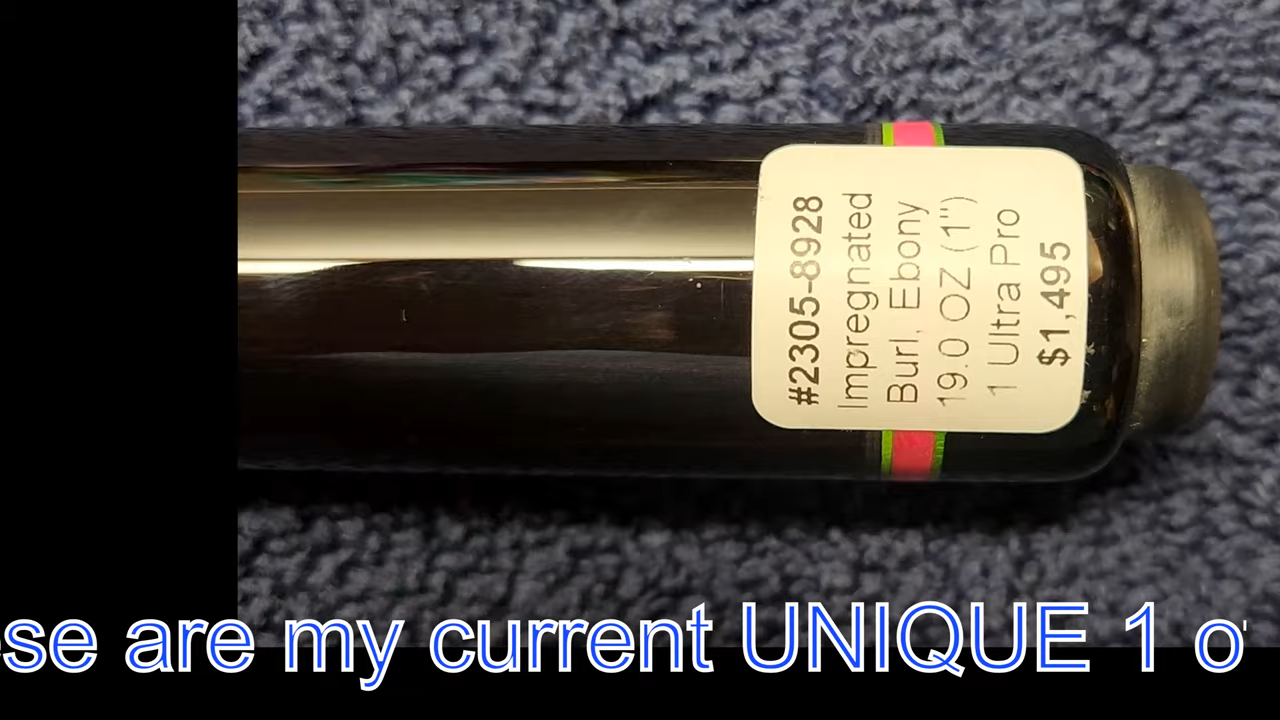 #2305-8928
Impregnated
Burl, Ebony
19.0 OZ (1")
1 Ultra Pro
$1,495
se are my current UNIQUE 1 o